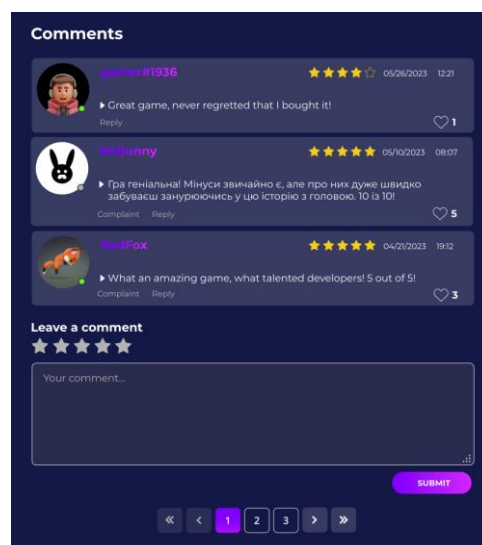 Comments
gamer#1936
05/26/2023 12:21
Great game, never regretted that I bought it!
Reply
1
MrBunny
05/10/2023 08:07
Гра геніальна! Мінуси звичайно є, але про них дуже швидко
забуваєш занурюючись у цю історію з головою. 10 із 10!
Complaint Reply
5
RedFox
04/21/2023 19:12
What an amazing game, what talented developers! 5 out of 5!
Complaint Reply
3
Leave a comment
Your comment...
SUBMIT
« < 1 2 3 > »